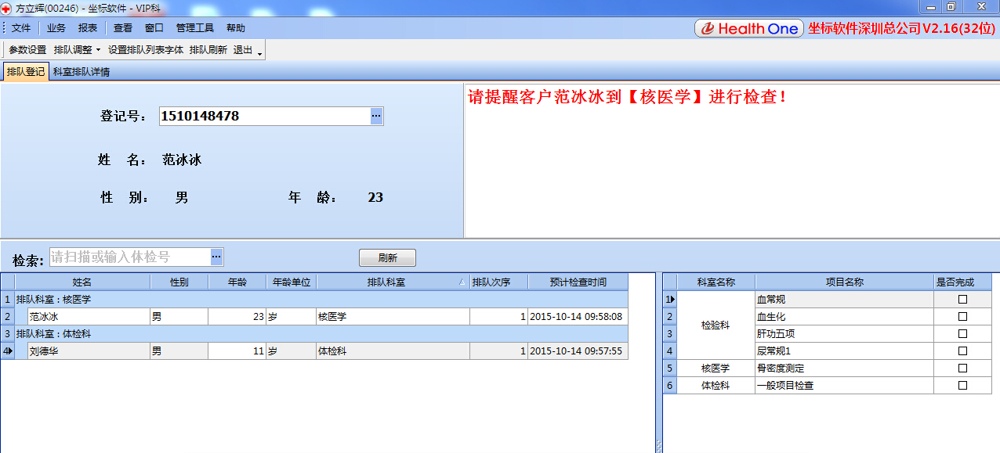 方立辉(00246) - 坐标软件 - VIP科
文件 业务 报表 查看 窗口 管理工具 帮助
Health One 坐标软件深圳总公司 V2.16(32位)
参数设置 排队调整 设置排队列表字体 排队刷新 退出
排队登记 科室排队详情
登记号： 1510148478
姓 名： 范冰冰
性 别： 男 年 龄： 23
请提醒客户范冰冰到【核医学】进行检查！
检索: 请扫描或输入体检号 刷新
姓名 性别 年龄 年龄单位 排队科室 排队次序 预计检查时间
1 排队科室：核医学
2 范冰冰 男 23 岁 核医学 1 2015-10-14 09:58:08
3 排队科室：体检科
4 刘德华 男 11 岁 体检科 1 2015-10-14 09:57:55
科室名称 项目名称 是否完成
1 检验科 血常规
2 血生化
3 肝功五项
4 尿常规1
5 核医学 骨密度测定
6 体检科 一般项目检查